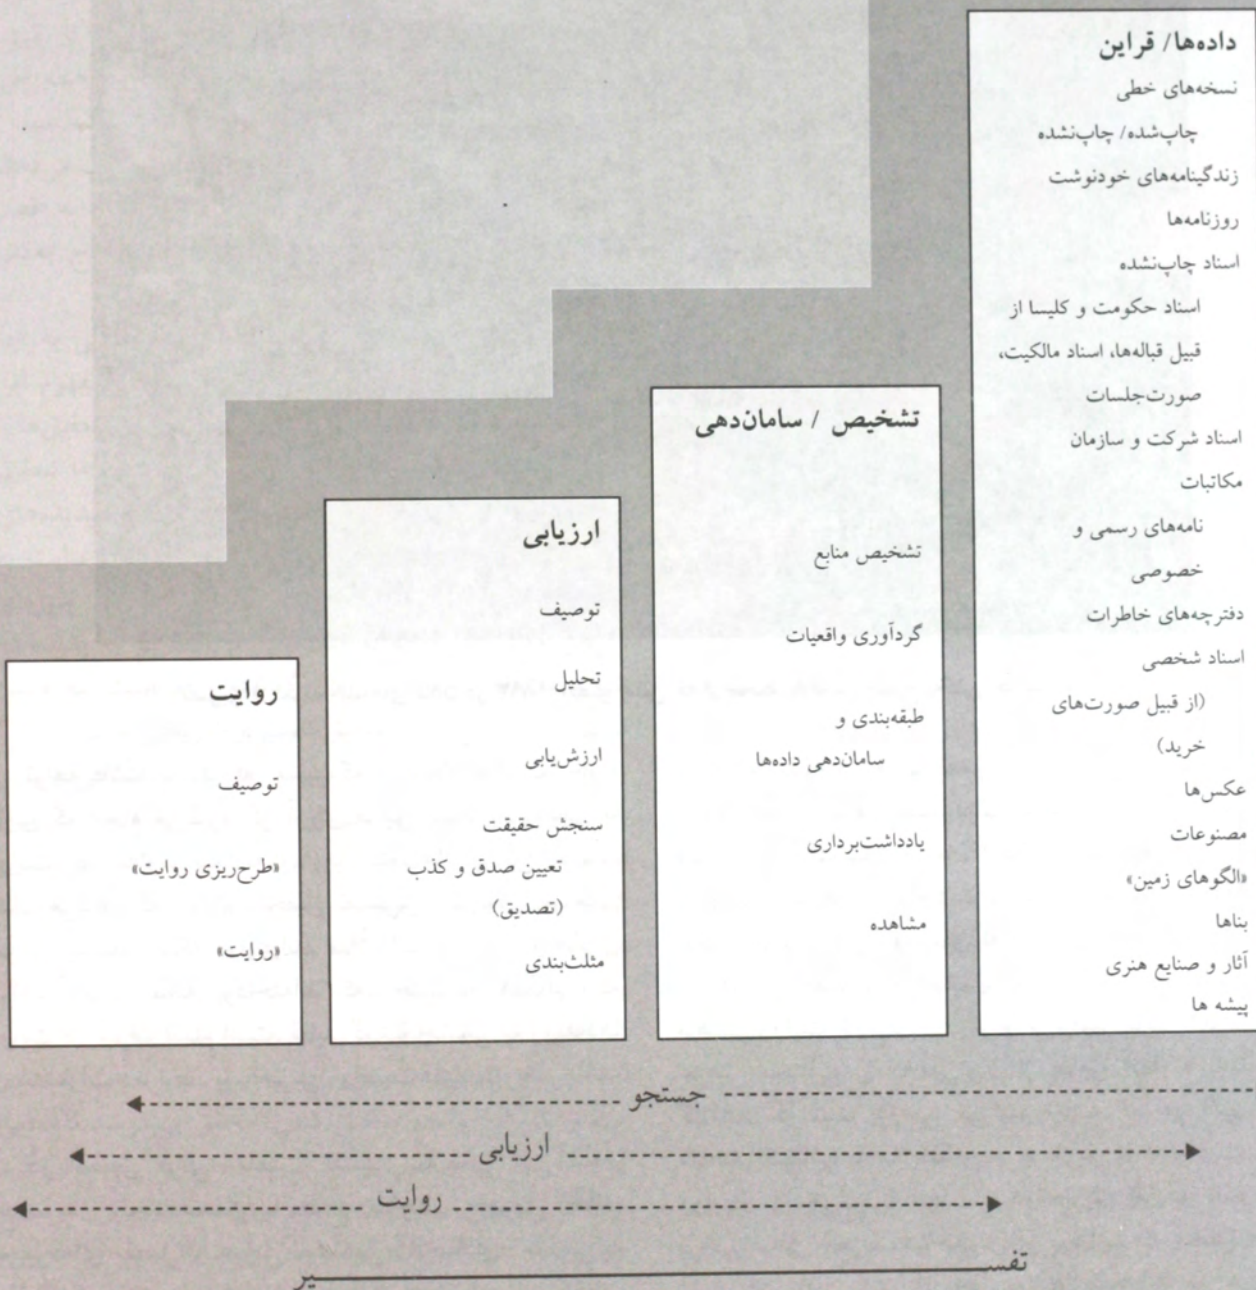 داده‌ها/ قراین
نسخه‌های خطی
چاپ‌شده/ چاپ‌نشده
زندگینامه‌های خودنوشت
روزنامه‌ها
اسناد چاپ‌نشده
اسناد حکومت و کلیسا از
قبیل قباله‌ها، اسناد مالکیت،
صورت‌جلسات
اسناد شرکت و سازمان
مکاتبات
نامه‌های رسمی و
خصوصی
دفترچه‌های خاطرات
اسناد شخصی
(از قبیل صورت‌های
خرید)
عکس‌ها
مصنوعات
«الگوهای زمین»
بناها
آثار و صنایع هنری
پیشه ها
تشخیص / سامان‌دهی
تشخیص منابع
گردآوری واقعیات
طبقه‌بندی و
سامان‌دهی داده‌ها
یادداشت‌برداری
مشاهده
ارزیابی
توصیف
تحلیل
ارزش‌یابی
سنجش حقیقت
تعیین صدق و کذب
(تصدیق)
مثلث‌بندی
روایت
توصیف
«طرح‌ریزی روایت»
«روایت»
جستجو
ارزیابی
روایت
تفســــــیر